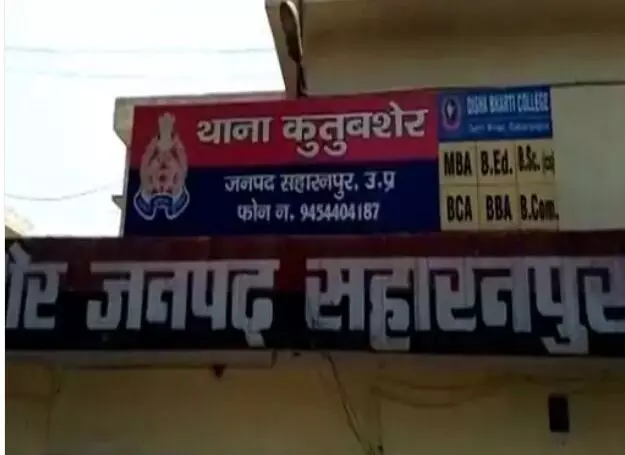 थाना कुतुबशेर
जनपद सहारनपुर, उ.प्र
फोन न. 9454404187
DISHA BHARTI COLLEGE
MBA B.Ed. B.Sc.
BCA BBA B.Com.
शेर जनपद सहारनपुर